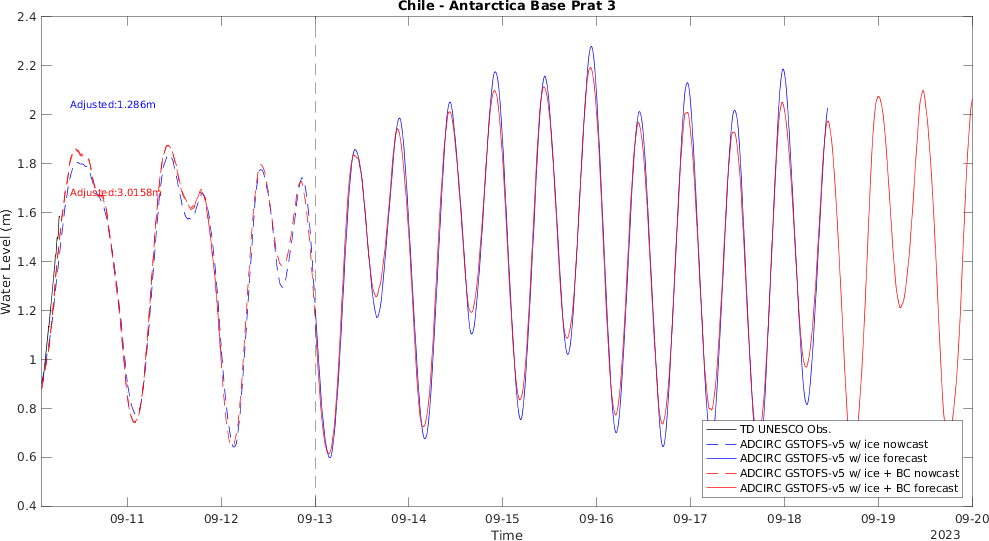 Chile - Antarctica Base Prat 3
2.4
2.2
2
1.8
1.6
1.4
1.2
1
0.8
0.6
0.4
Water Level (m)
Adjusted:1.286m
Adjusted:3.0158m
TD UNESCO Obs.
ADCIRC GSTOFS-v5 w/ ice nowcast
ADCIRC GSTOFS-v5 w/ ice forecast
ADCIRC GSTOFS-v5 w/ ice + BC nowcast
ADCIRC GSTOFS-v5 w/ ice + BC forecast
09-11 09-12 09-13 09-14 09-15 09-16 09-17 09-18 09-19 09-20
Time
2023